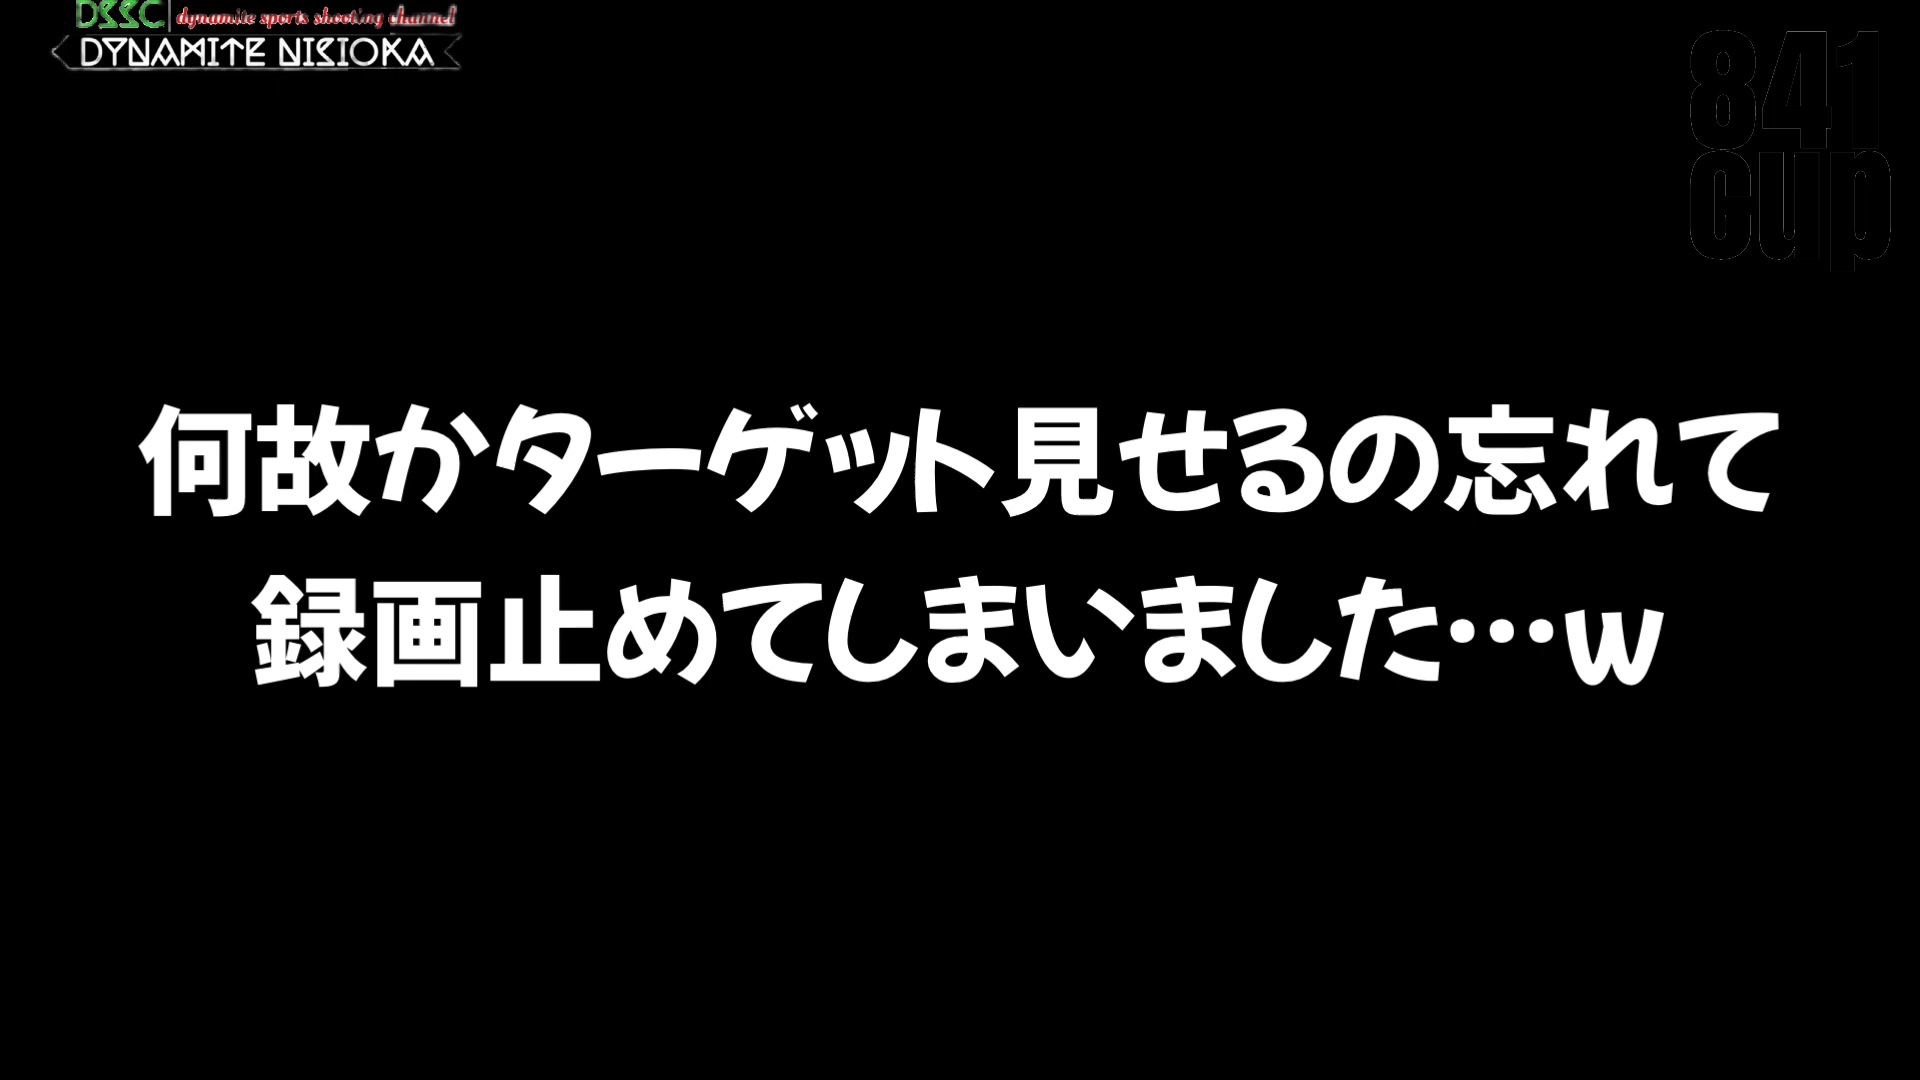 DSSC dynamite sports shooting channel
DYNAMITE NISIOKA
841
cup
何故かターゲット見せるの忘れて
録画止めてしまいました…w